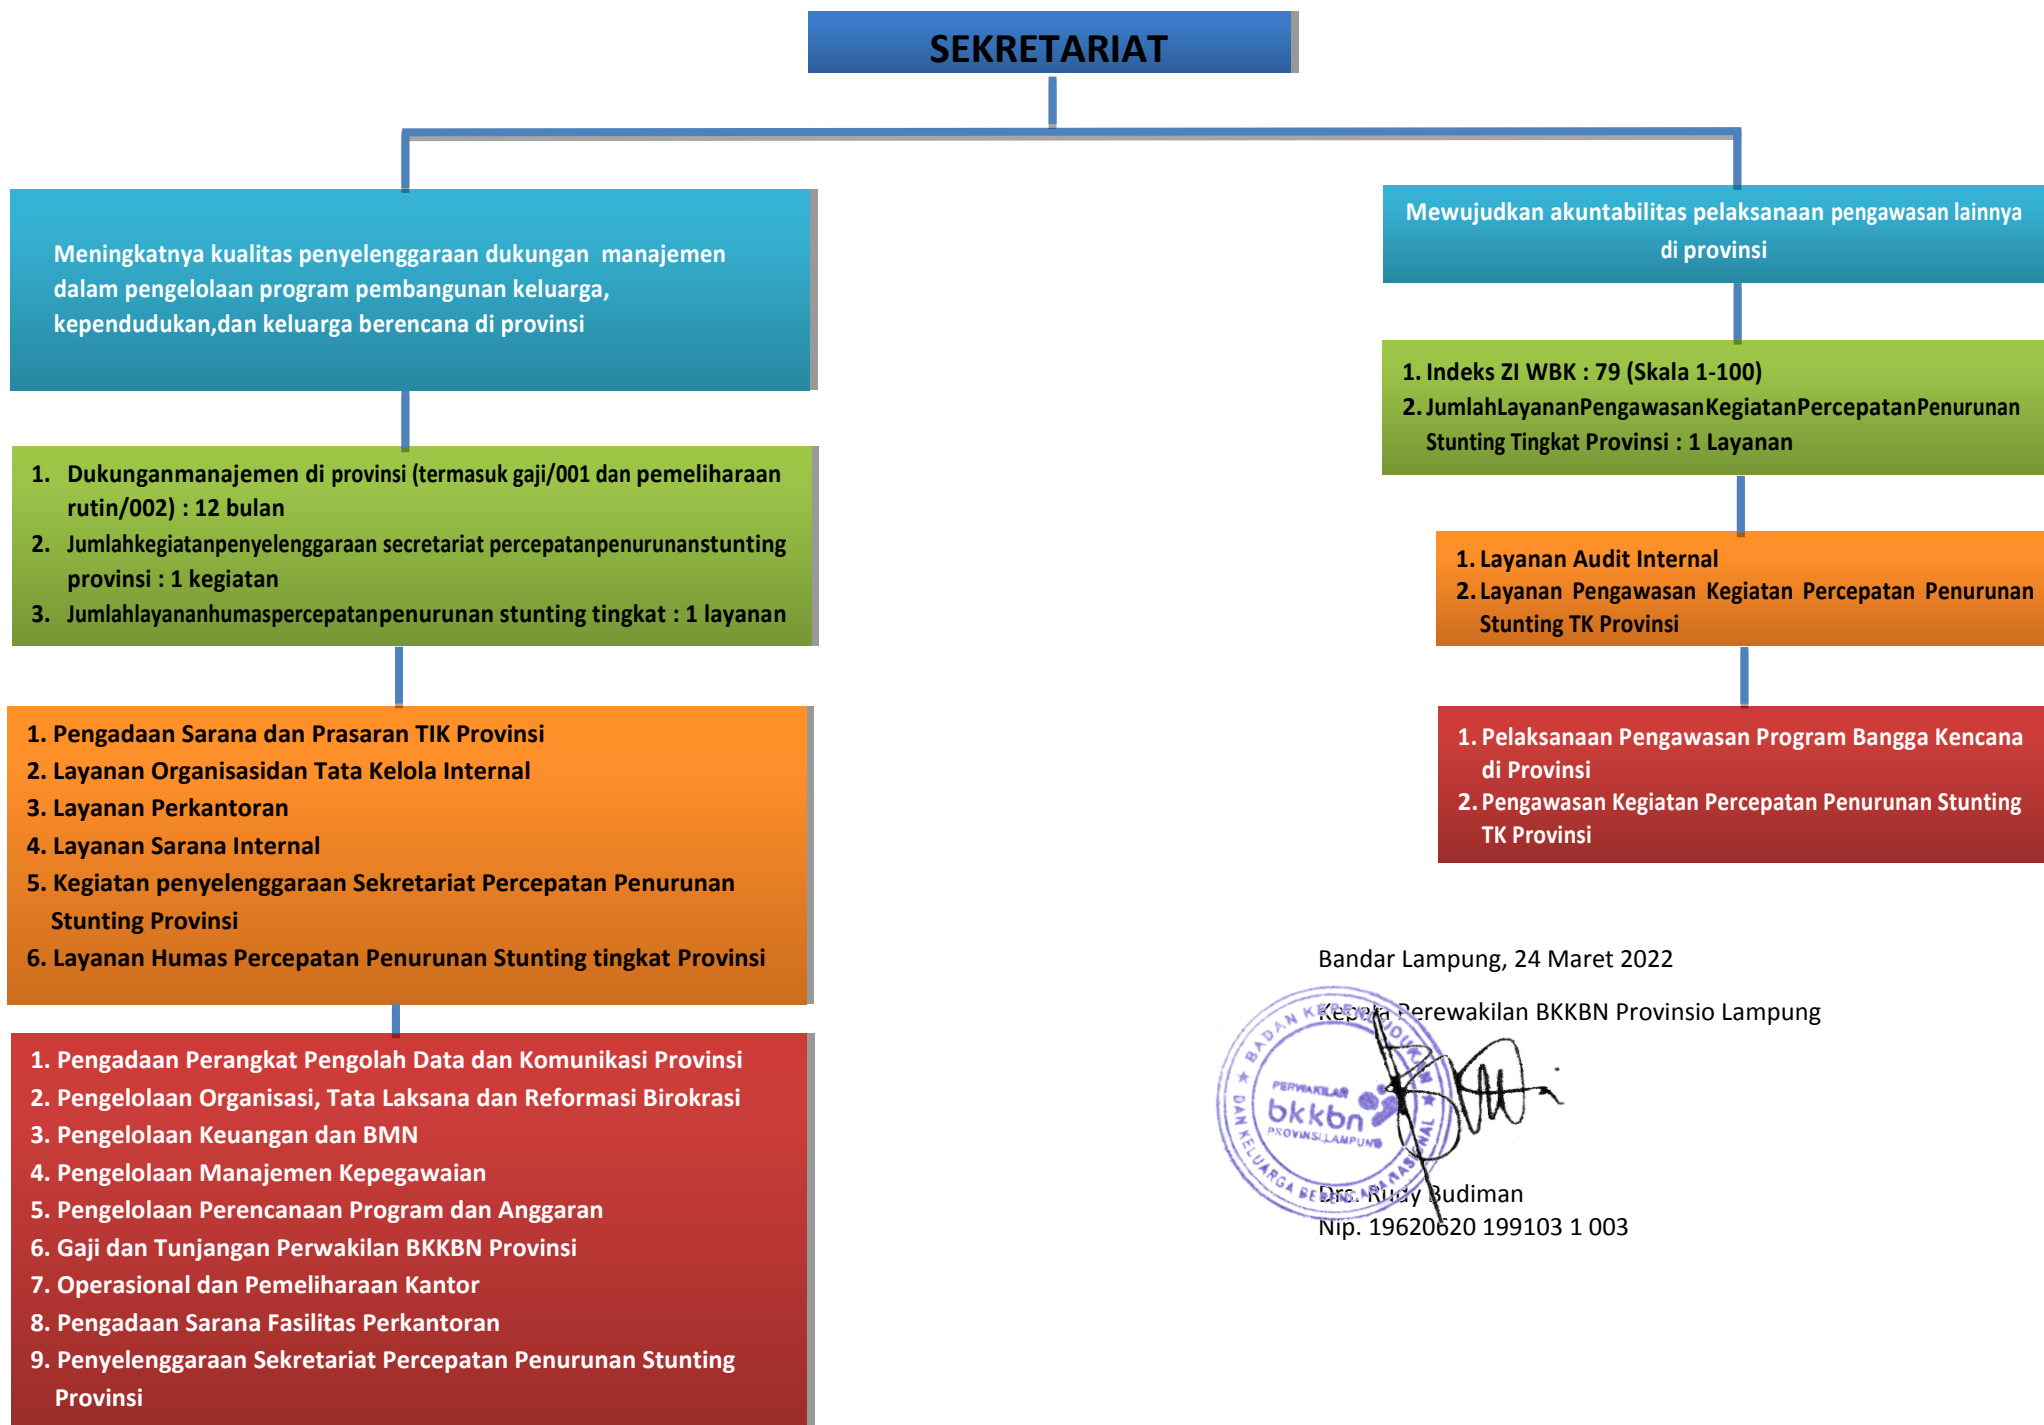 SEKRETARIAT
Meningkatnya kualitas penyelenggaraan dukungan manajemen
dalam pengelolaan program pembangunan keluarga,
kependudukan,dan keluarga berencana di provinsi
1. Dukunganmanajemen di provinsi (termasuk gaji/001 dan pemeliharaan
rutin/002) : 12 bulan
2. Jumlahkegiatanpenyelenggaraan secretariat percepatanpenurunanstunting
provinsi : 1 kegiatan
3. Jumlahlayananhumaspercepatanpenurunan stunting tingkat : 1 layanan
1. Pengadaan Sarana dan Prasaran TIK Provinsi
2. Layanan Organisasidan Tata Kelola Internal
3. Layanan Perkantoran
4. Layanan Sarana Internal
5. Kegiatan penyelenggaraan Sekretariat Percepatan Penurunan
Stunting Provinsi
6. Layanan Humas Percepatan Penurunan Stunting tingkat Provinsi
1. Pengadaan Perangkat Pengolah Data dan Komunikasi Provinsi
2. Pengelolaan Organisasi, Tata Laksana dan Reformasi Birokrasi
3. Pengelolaan Keuangan dan BMN
4. Pengelolaan Manajemen Kepegawaian
5. Pengelolaan Perencanaan Program dan Anggaran
6. Gaji dan Tunjangan Perwakilan BKKBN Provinsi
7. Operasional dan Pemeliharaan Kantor
8. Pengadaan Sarana Fasilitas Perkantoran
9. Penyelenggaraan Sekretariat Percepatan Penurunan Stunting
Provinsi
Mewujudkan akuntabilitas pelaksanaan pengawasan lainnya
di provinsi
1. Indeks ZI WBK : 79 (Skala 1-100)
2. JumlahLayananPengawasanKegiatanPercepatanPenurunan
Stunting Tingkat Provinsi : 1 Layanan
1. Layanan Audit Internal
2. Layanan Pengawasan Kegiatan Percepatan Penurunan
Stunting TK Provinsi
1. Pelaksanaan Pengawasan Program Bangga Kencana
di Provinsi
2. Pengawasan Kegiatan Percepatan Penurunan Stunting
TK Provinsi
Bandar Lampung, 24 Maret 2022
Kepala Perewakilan BKKBN Provinsio Lampung
BADAN KEPENDUDUKAN
DAN KELUARGA BERENCANA NASIONAL
PERWAKILAN
bkkbn
PROVINSI LAMPUNG
Drs. Rudy Budiman
Nip. 19620620 199103 1 003